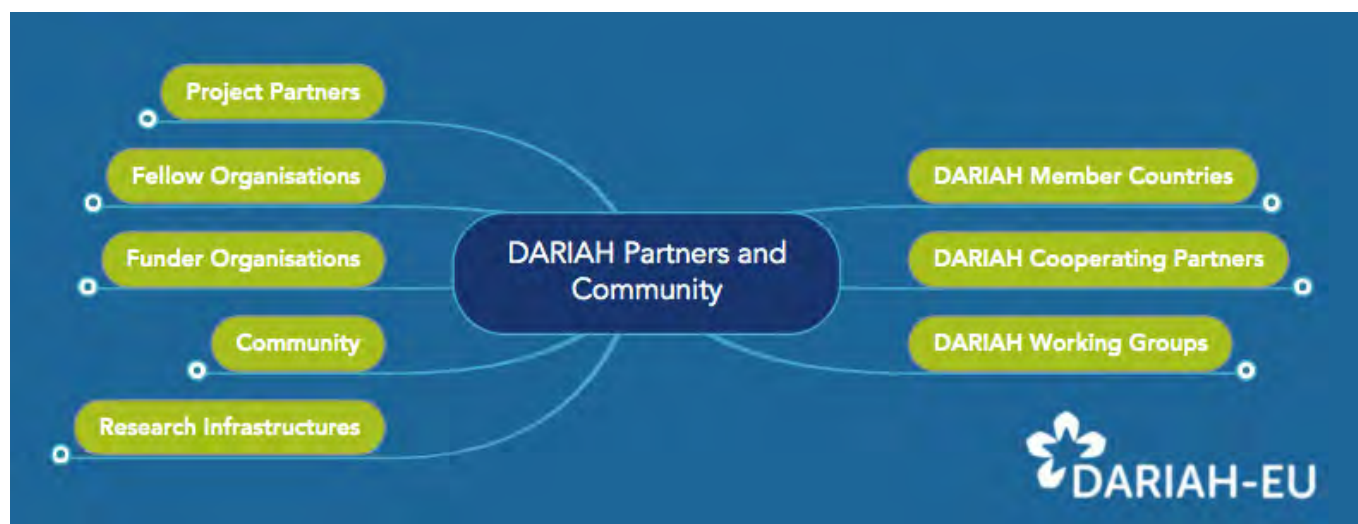 Project Partners
Fellow Organisations
Funder Organisations
Community
Research Infrastructures
DARIAH Partners and
Community
DARIAH Member Countries
DARIAH Cooperating Partners
DARIAH Working Groups
DARIAH-EU